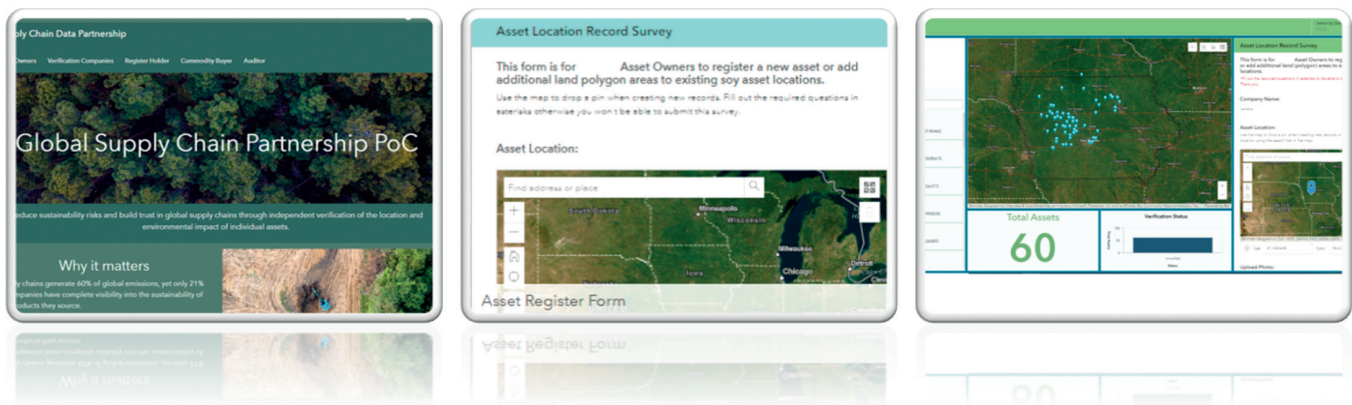 ply Chain Data Partnership
Owners Verification Companies Register Holder Commodity Buyer Auditor
Global Supply Chain Partnership PoC
educe sustainability risks and build trust in global supply chains through independent verification of the location and
environmental impact of individual assets.
Why it matters
y chains generate 60% of global emissions, yet only 21%
mpanies have complete visibility into the sustainability of
oducts they source.
Asset Location Record Survey
This form is for Asset Owners to register a new asset or add
additional land polygon areas to existing soy asset locations.
Use the map to drop a pin when creating new records. Fill out the required questions in
asterisks otherwise you won't be able to submit this survey.
Asset Location:
Find address or place
South Dakota
Minneapolis
Wisconsin
Milwaukee
Detroit
Iowa
Chicago
Asset Register Form
Asset Location Record Survey
This form is for Asset Owners to reg
or add additional land (polygon) areas to e
locations.
Company Name:
Asset Location:
Total Assets
60
Verification Status
Upload Photo: